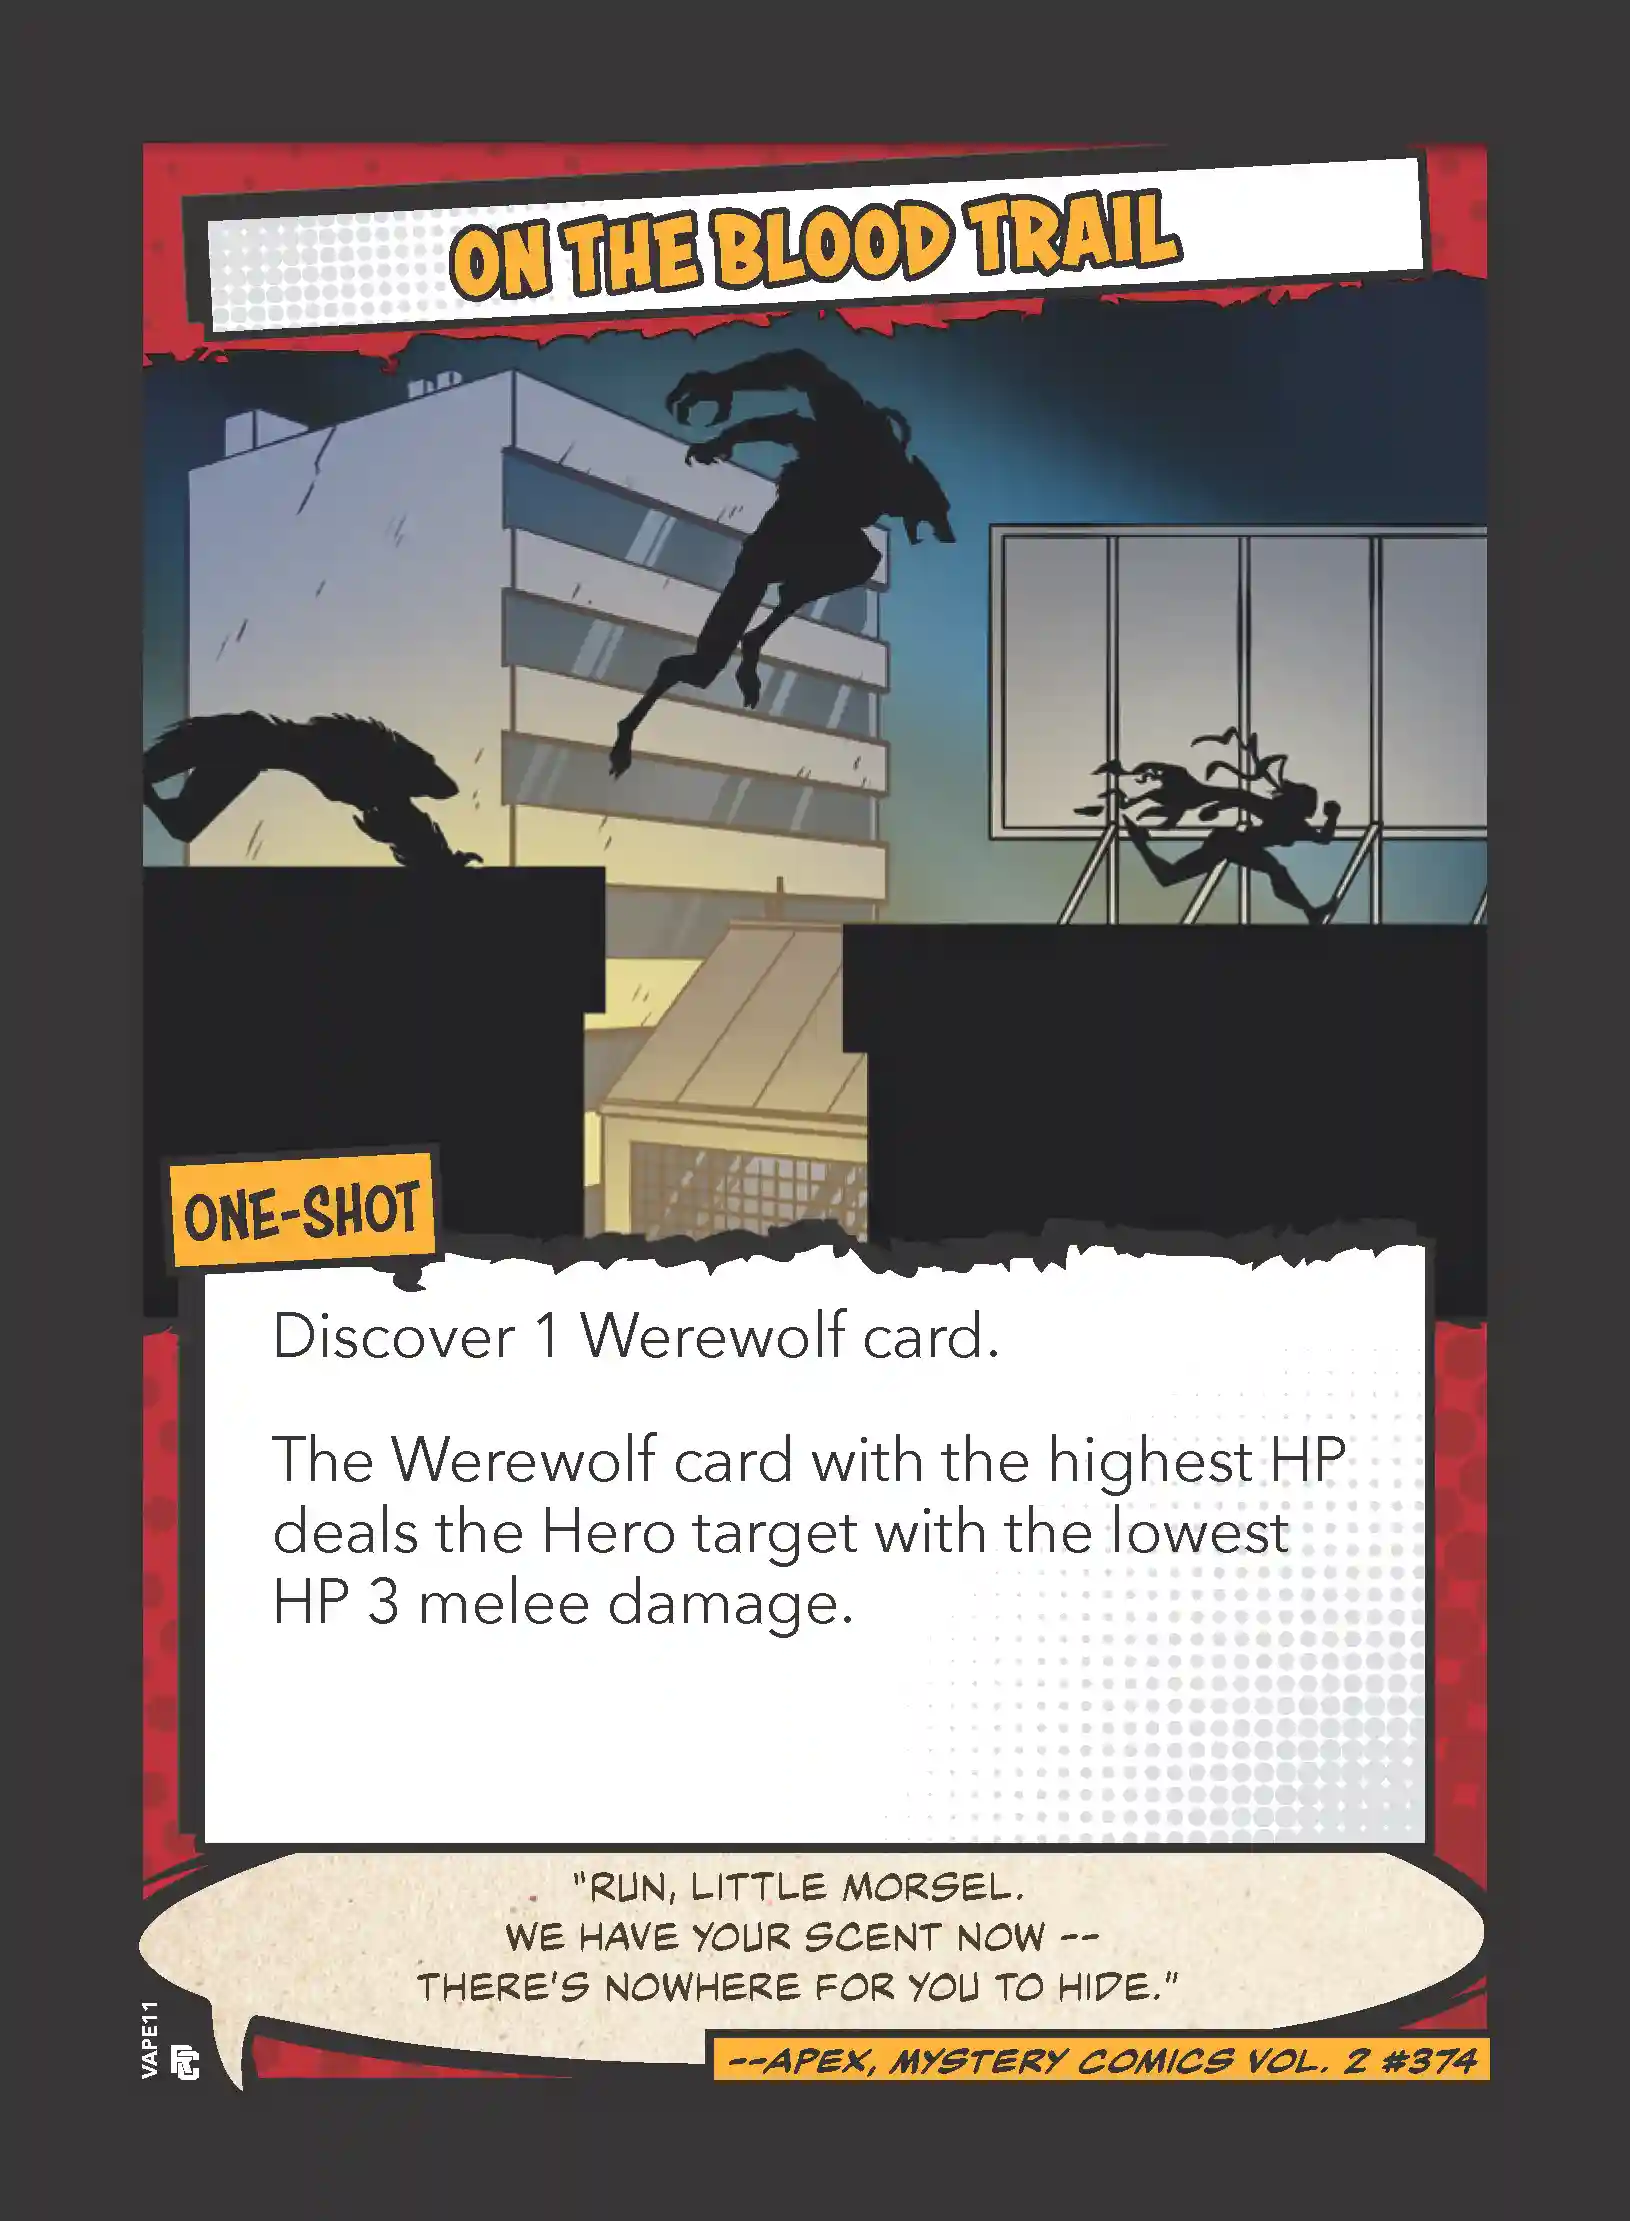 ON THE BLOOD TRAIL
ONE-SHOT
Discover 1 Werewolf card.
The Werewolf card with the highest HP
deals the Hero target with the lowest
HP 3 melee damage.
"RUN, LITTLE MORSEL.
WE HAVE YOUR SCENT NOW --
THERE'S NOWHERE FOR YOU TO HIDE."
--APEX, MYSTERY COMICS VOL. 2 #374
VAPE11